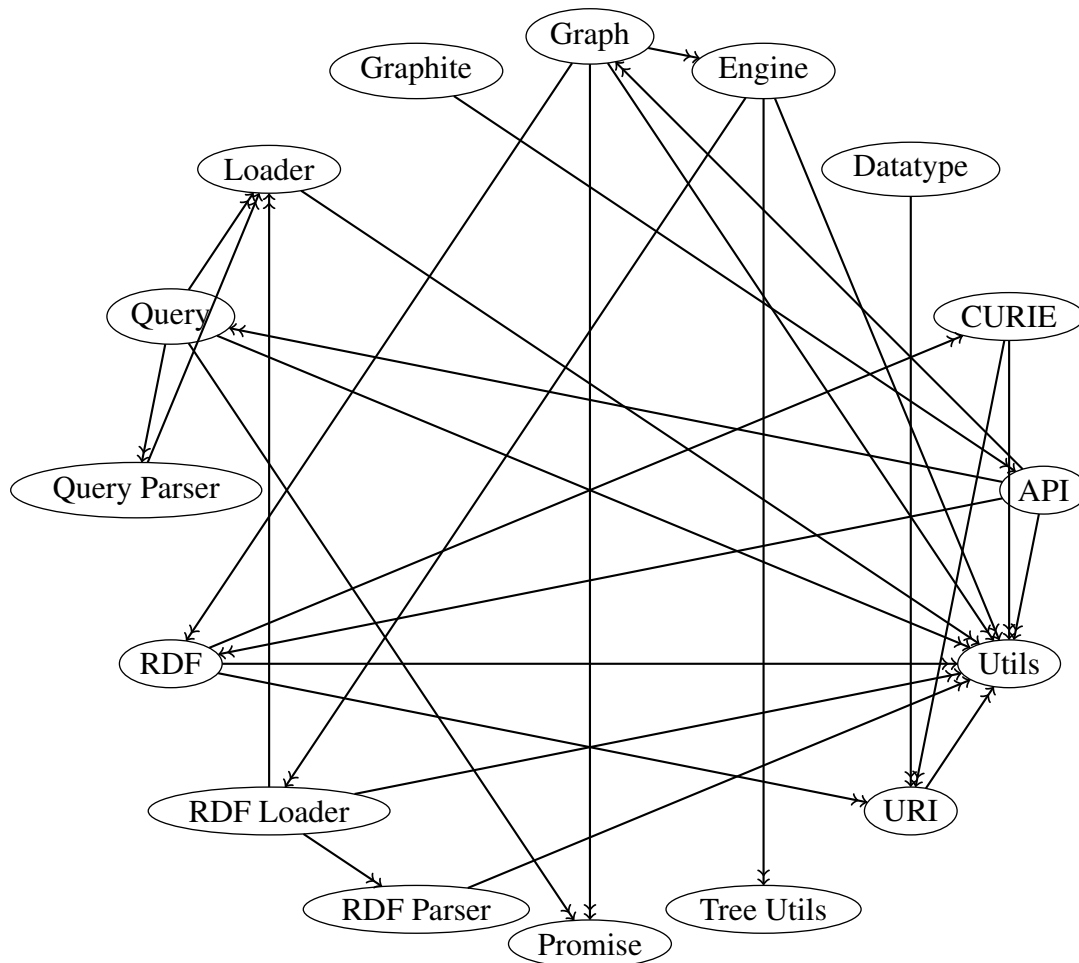 Graph
Graphite
Engine
Loader
Datatype
Query
CURIE
Query Parser
API
RDF
Utils
RDF Loader
URI
RDF Parser
Tree Utils
Promise